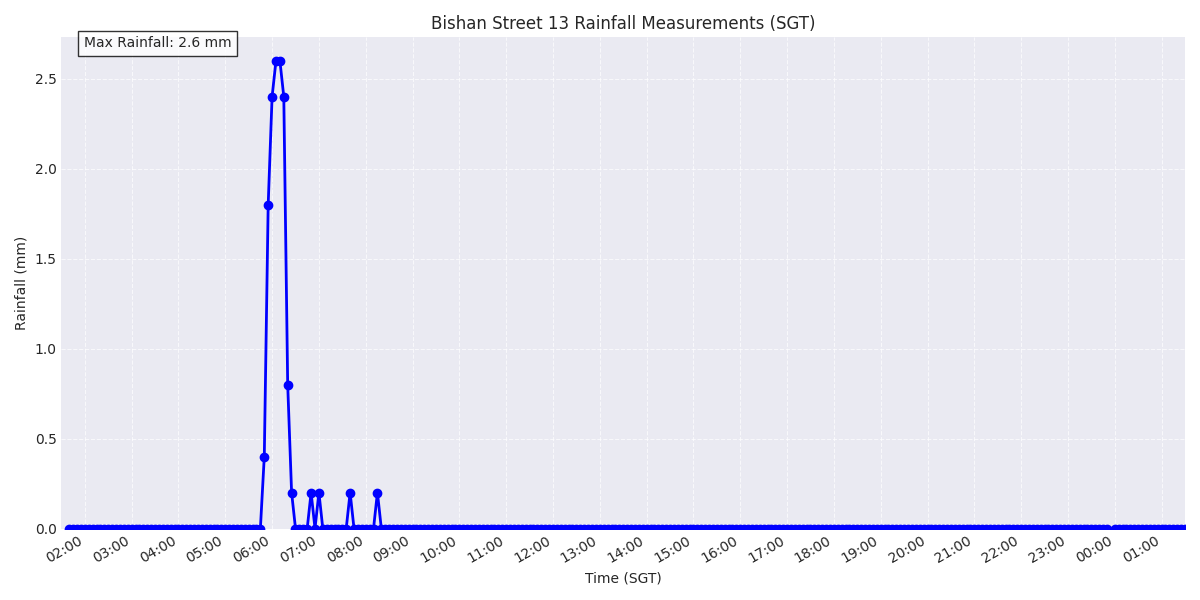 Bishan Street 13 Rainfall Measurements (SGT)
Max Rainfall: 2.6 mm
Rainfall (mm)
2.5
2.0
1.5
1.0
0.5
0.0
02:00 03:00 04:00 05:00 06:00 07:00 08:00 09:00 10:00 11:00 12:00 13:00 14:00 15:00 16:00 17:00 18:00 19:00 20:00 21:00 22:00 23:00 00:00 01:00
Time (SGT)